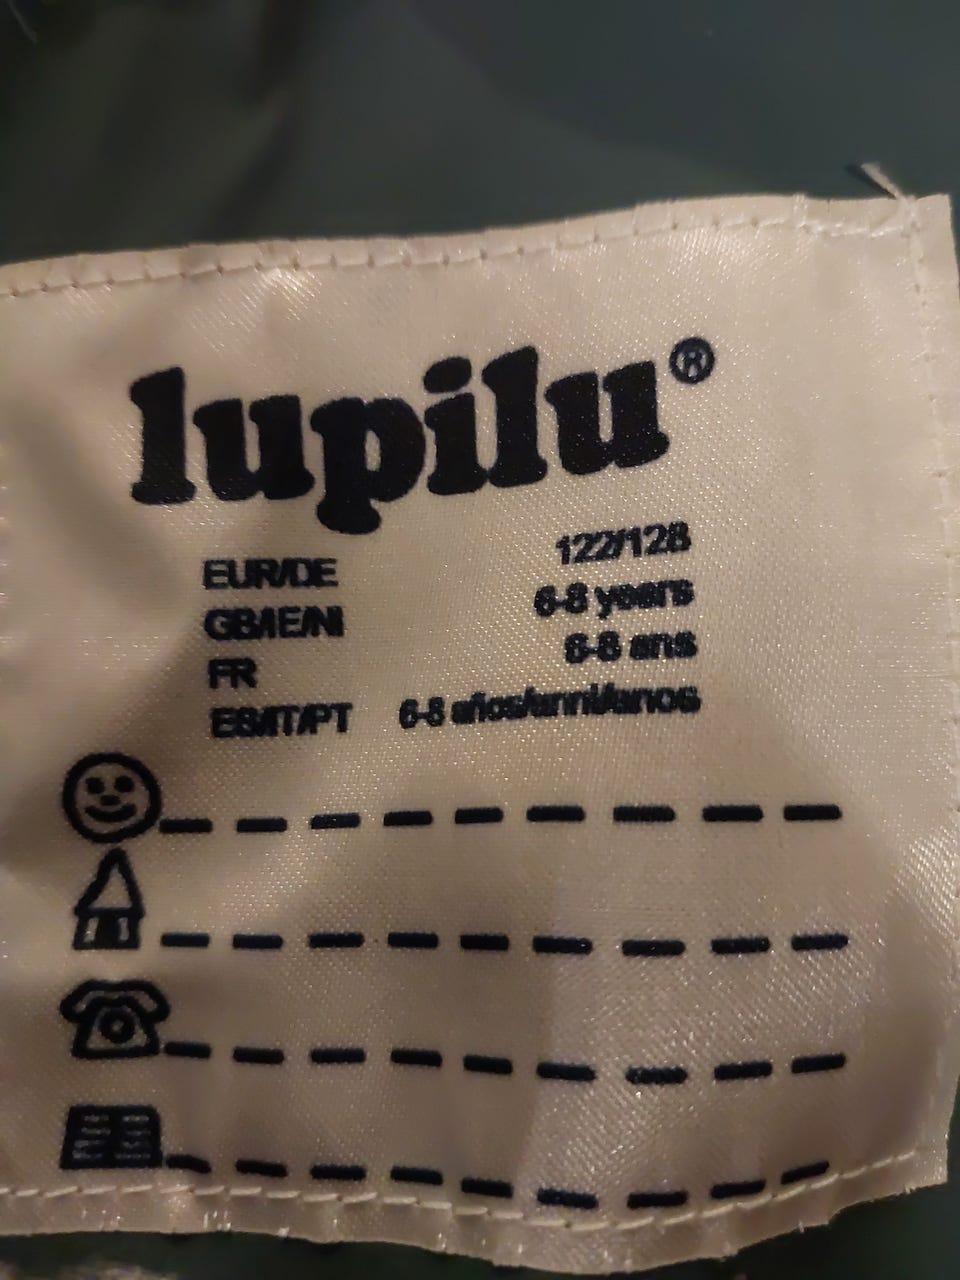 lupilu®
EUR/DE 122/128
GB/IE/NI 6-8 years
FR 6-8 ans
ES/IT/PT 6-8 años/anni/anos